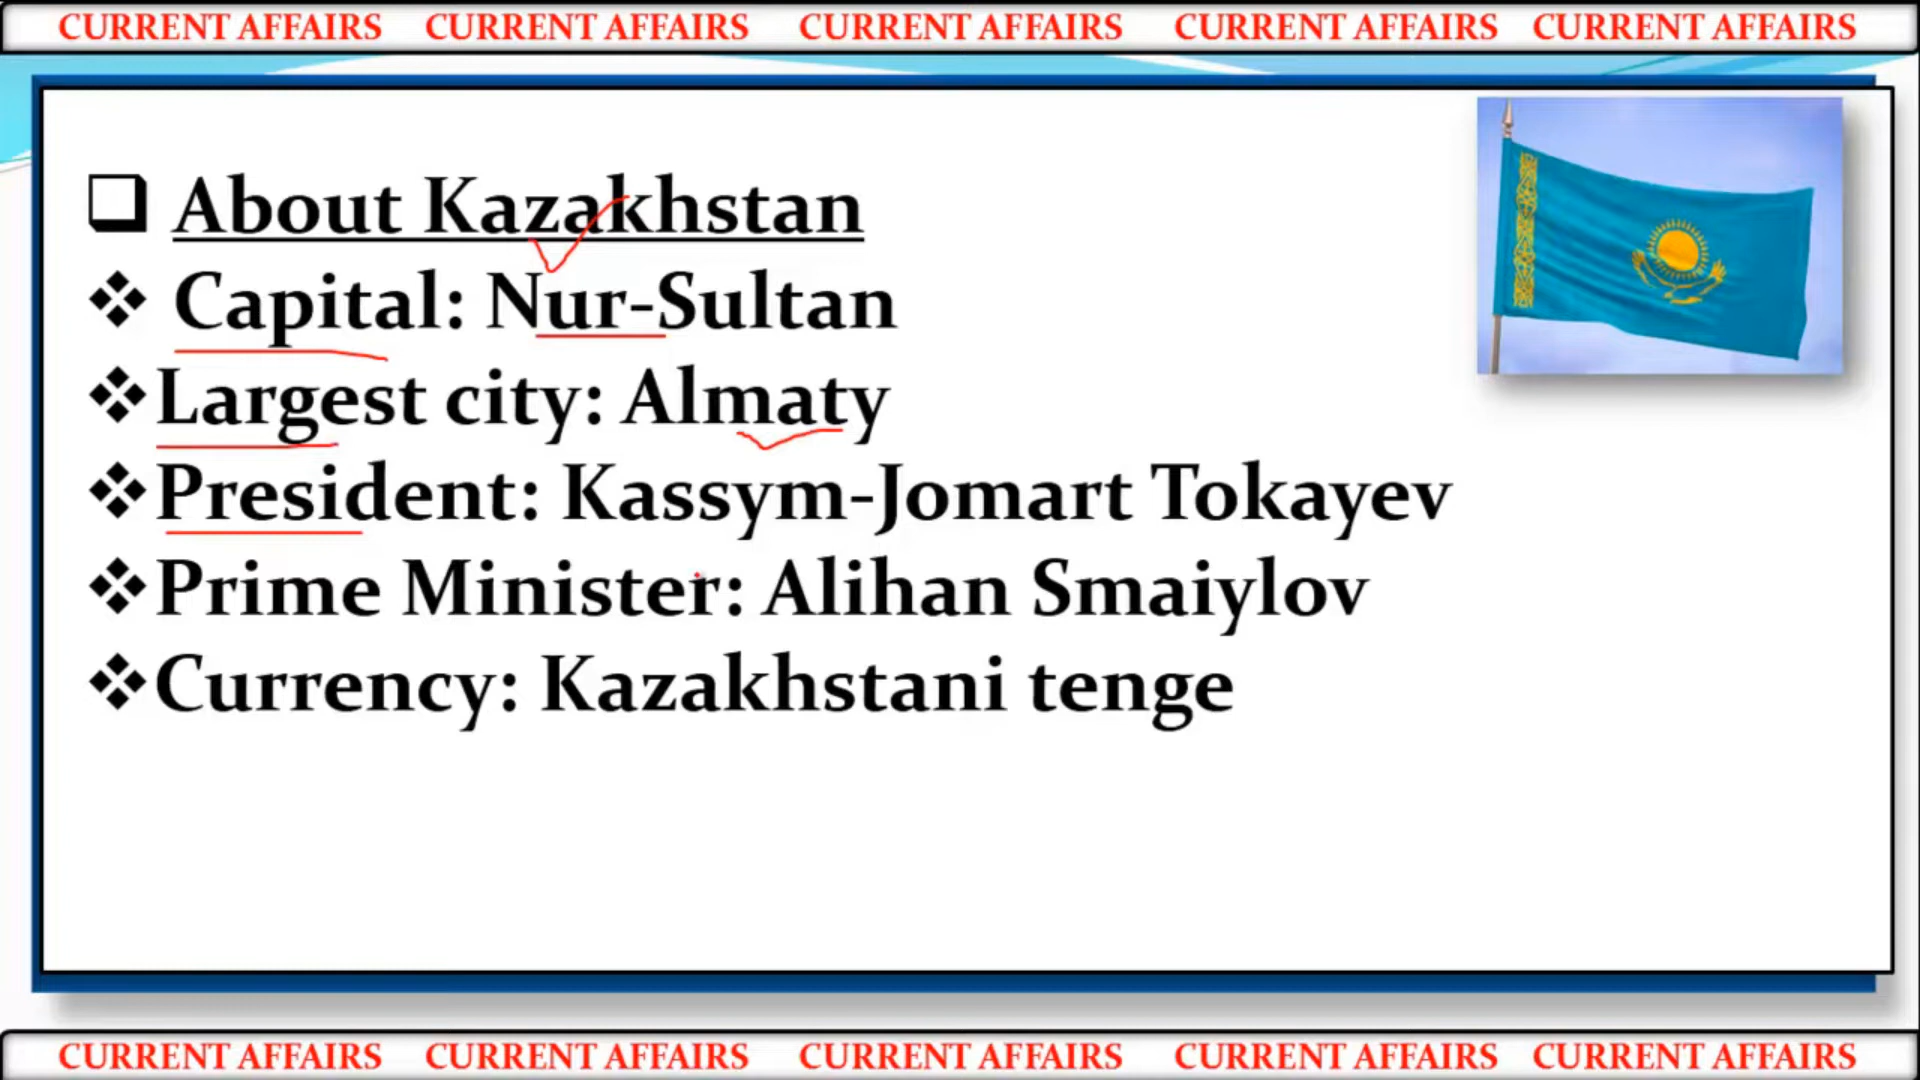 CURRENT AFFAIRS CURRENT AFFAIRS CURRENT AFFAIRS CURRENT AFFAIRS CURRENT AFFAIRS
About Kazakhstan
Capital: Nur-Sultan
Largest city: Almaty
President: Kassym-Jomart Tokayev
Prime Minister: Alihan Smaiylov
Currency: Kazakhstani tenge
CURRENT AFFAIRS CURRENT AFFAIRS CURRENT AFFAIRS CURRENT AFFAIRS CURRENT AFFAIRS